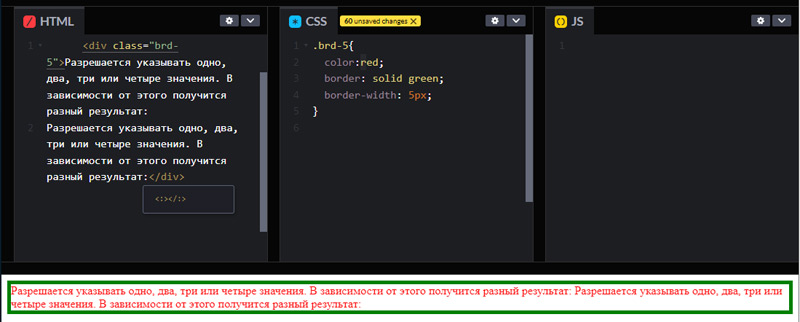 HTML
1 <div class="brd-
5">Разрешается указывать одно,
два, три или четыре значения. В
зависимости от этого получится
разный результат:
2 Разрешается указывать одно, два,
три или четыре значения. В
зависимости от этого получится
разный результат:</div>
<:></:>
CSS
60 unsaved changes X
1 .brd-5{
2 color:red;
3 border: solid green;
4 border-width: 5px;
5 }
6
JS
1
Разрешается указывать одно, два, три или четыре значения. В зависимости от этого получится разный результат: Разрешается указывать одно, два, три или
четыре значения. В зависимости от этого получится разный результат: